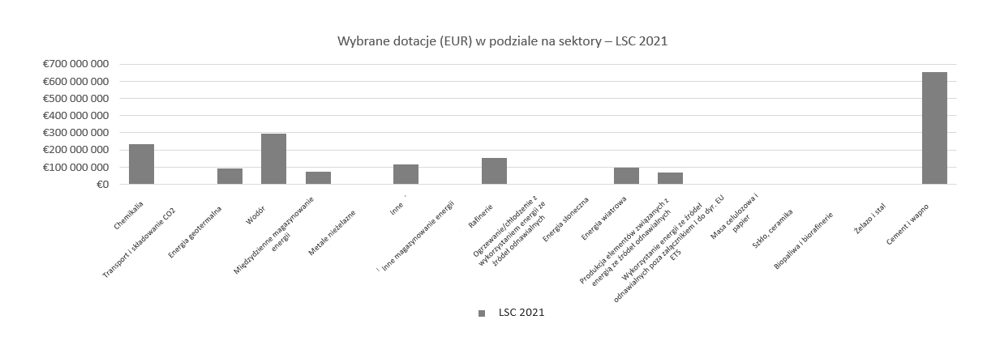 Wybrane dotacje (EUR) w podziale na sektory – LSC 2021
€700 000 000
€600 000 000
€500 000 000
€400 000 000
€300 000 000
€200 000 000
€100 000 000
€0
Chemikalia
Transport i składowanie CO2
Energia geotermalna
Wodór
Międzydzienne magazynowanie
energii
Metale nieżelazne
Inne
Inne magazynowanie energii
Rafinerie
Ogrzewanie/chłodzenie z
wykorzystaniem energii ze
źródeł odnawialnych
Energia słoneczna
Energia wiatrowa
Produkcja elementów związanych z
energią ze źródeł odnawialnych
Wykorzystanie energii ze źródeł
odnawialnych poza załącznikiem I do dyr. EU
ETS
Masa celulozowa i
papier
Szkło, ceramika
Biopaliwa i biorafinerie
Żelazo i stal
Cement i wapno
LSC 2021